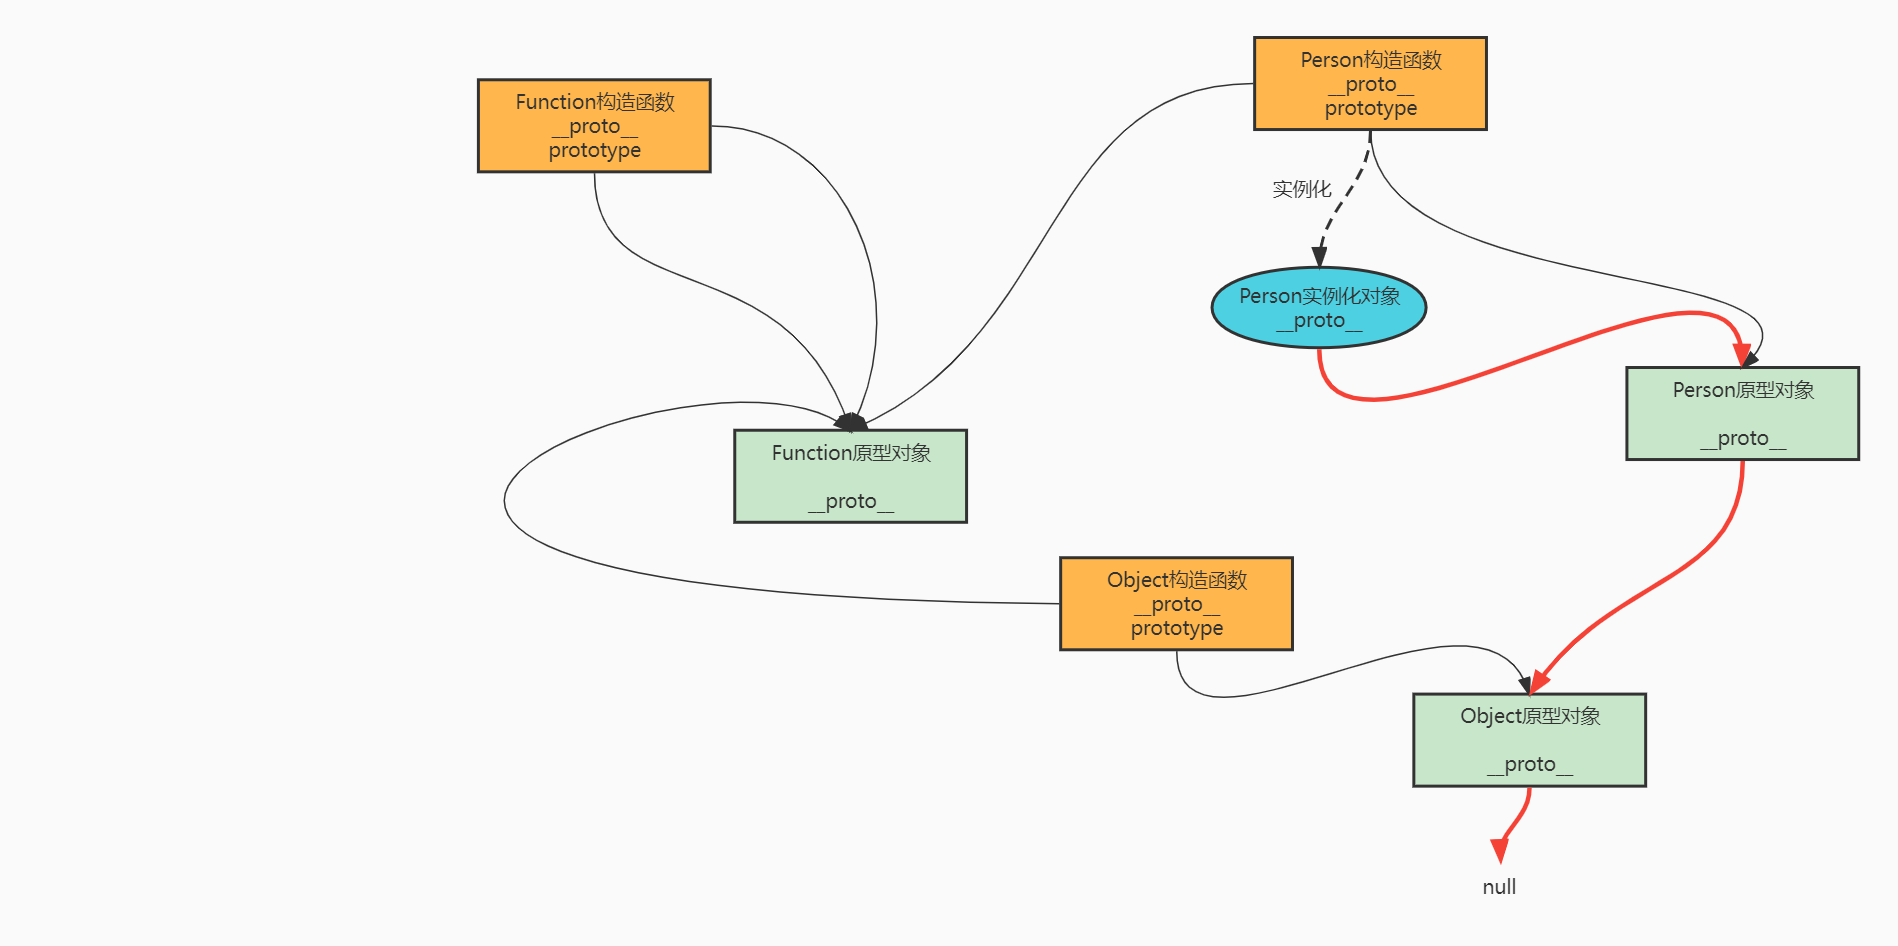 Person构造函数
__proto__
prototype
Function构造函数
__proto__
prototype
实例化
Person实例化对象
__proto__
Person原型对象
__proto__
Function原型对象
__proto__
Object构造函数
__proto__
prototype
Object原型对象
__proto__
null